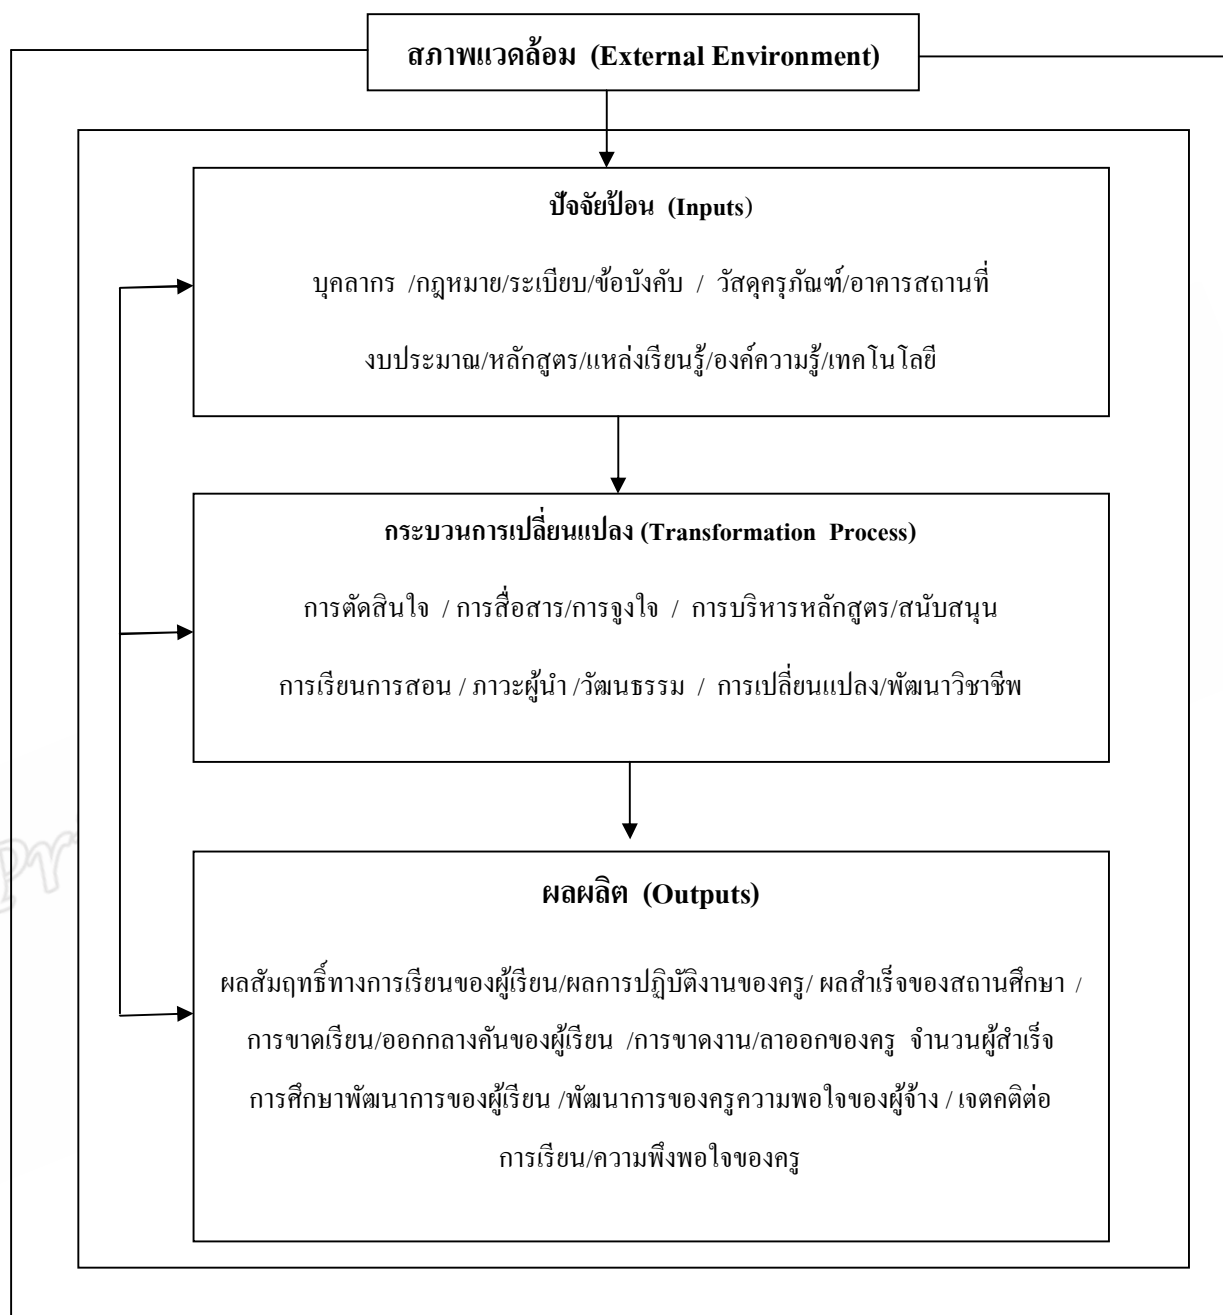 สภาพแวดล้อม (External Environment)
ปัจจัยป้อน (Inputs)
บุคลากร /กฎหมาย/ระเบียบ/ข้อบังคับ / วัสดุครุภัณฑ์/อาคารสถานที่
งบประมาณ/หลักสูตร/แหล่งเรียนรู้/องค์ความรู้/เทคโนโลยี
กระบวนการเปลี่ยนแปลง (Transformation Process)
การตัดสินใจ / การสื่อสาร/การจูงใจ / การบริหารหลักสูตร/สนับสนุน
การเรียนการสอน / ภาวะผู้นำ /วัฒนธรรม / การเปลี่ยนแปลง/พัฒนาวิชาชีพ
ผลผลิต (Outputs)
ผลสัมฤทธิ์ทางการเรียนของผู้เรียน/ผลการปฏิบัติงานของครู/ ผลสำเร็จของสถานศึกษา /
การขาดเรียน/ออกกลางคันของผู้เรียน /การขาดงาน/ลาออกของครู จำนวนผู้สำเร็จ
การศึกษาพัฒนาการของผู้เรียน /พัฒนาการของครูความพอใจของผู้จ้าง / เจตคติต่อ
การเรียน/ความพึงพอใจของครู